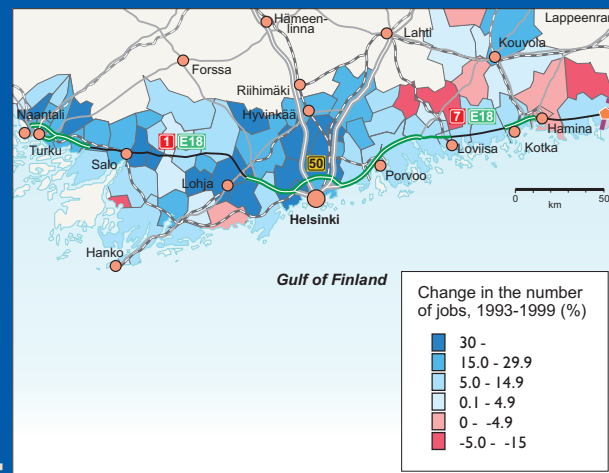 Hämeen-
linna
Lahti
Lappeenran
Kouvola
Forssa
Riihimäki
Hyvinkää
Naantali
Turku
1 E18
Salo
Lohja
50
7 E18
Hamina
Kotka
Loviisa
Porvoo
Helsinki
Hanko
0 50
km
Gulf of Finland
Change in the number
of jobs, 1993-1999 (%)
30 -
15.0 - 29.9
5.0 - 14.9
0.1 - 4.9
0 - -4.9
-5.0 - -15